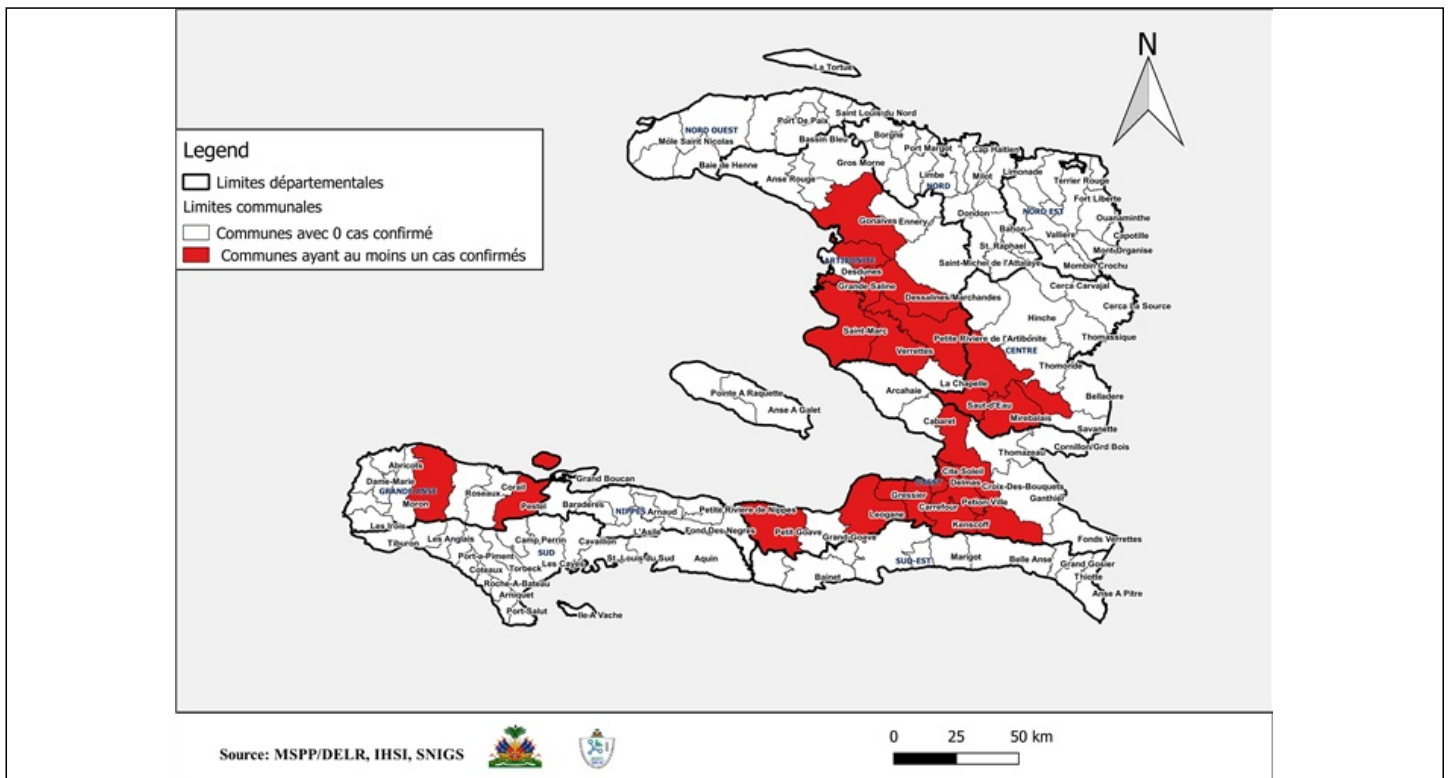 N
La Tortue
Saint Louis du Nord
Port De Paix
NORD OUEST
Môle Saint Nicolas
Bassin Bleu
Borgne
Port Margot
Cap Haïtien
Baie de Henne
Gros Morne
Limbe
Milot
Limonade
Terrier Rouge
Anse Rouge
NORD
Fort Liberte
NORD EST
Gonaïves
Ennery
Dondon
Ouanaminthe
Bahon
Valliere
Capotille
St. Raphael
Mont-Organise
ARTIBONITE
Saint-Michel de l'Attalaye
Mombin Crochu
Desdunes
Grande Saline
Cerca Carvajal
Dessalines/Marchandes
Cerca La Source
Hinche
Saint-Marc
Petite Riviere de l'Artibonite
Thomassique
Verrettes
CENTRE
Thomonde
La Chapelle
Arcahaie
Belladere
Pointe A Raquette
Saut-d'Eau
Anse A Galet
Cabaret
Mirebalais
Savanette
Cornillon/Grd Bois
Thomazeau
Abricots
Cite Soleil
Grand Boucan
Dame-Marie
Corail
Delmas
Croix-Des-Bouquets
GRANDE ANSE
Roseaux
Gressier
Ganthier
Moron
Pestel
Baraderes
Petite Riviere de Nippes
Leogane
Carrefour
Petion Ville
NIPPES
Arnaud
Kenscoff
Les Irois
L'Asile
Fond Des Negres
Petit Goave
Grand-Goave
Fonds Verrettes
Tiburon
Les Anglais
Camp Perrin
Cavaillon
SUD
Port-a-Piment
St. Louis du Sud
Aquin
SUD-EST
Marigot
Belle Anse
Grand Gosier
Coteaux
Torbeck
Les Cayes
Bainet
Thiotte
Roche-A-Bateau
Arniquet
Anse A Pitre
Port-Salut
Ile A Vache
Legend
Limites départementales
Limites communales
Communes avec 0 cas confirmé
Communes ayant au moins un cas confirmés
Source: MSPP/DELR, IHSI, SNIGS
0 25 50 km